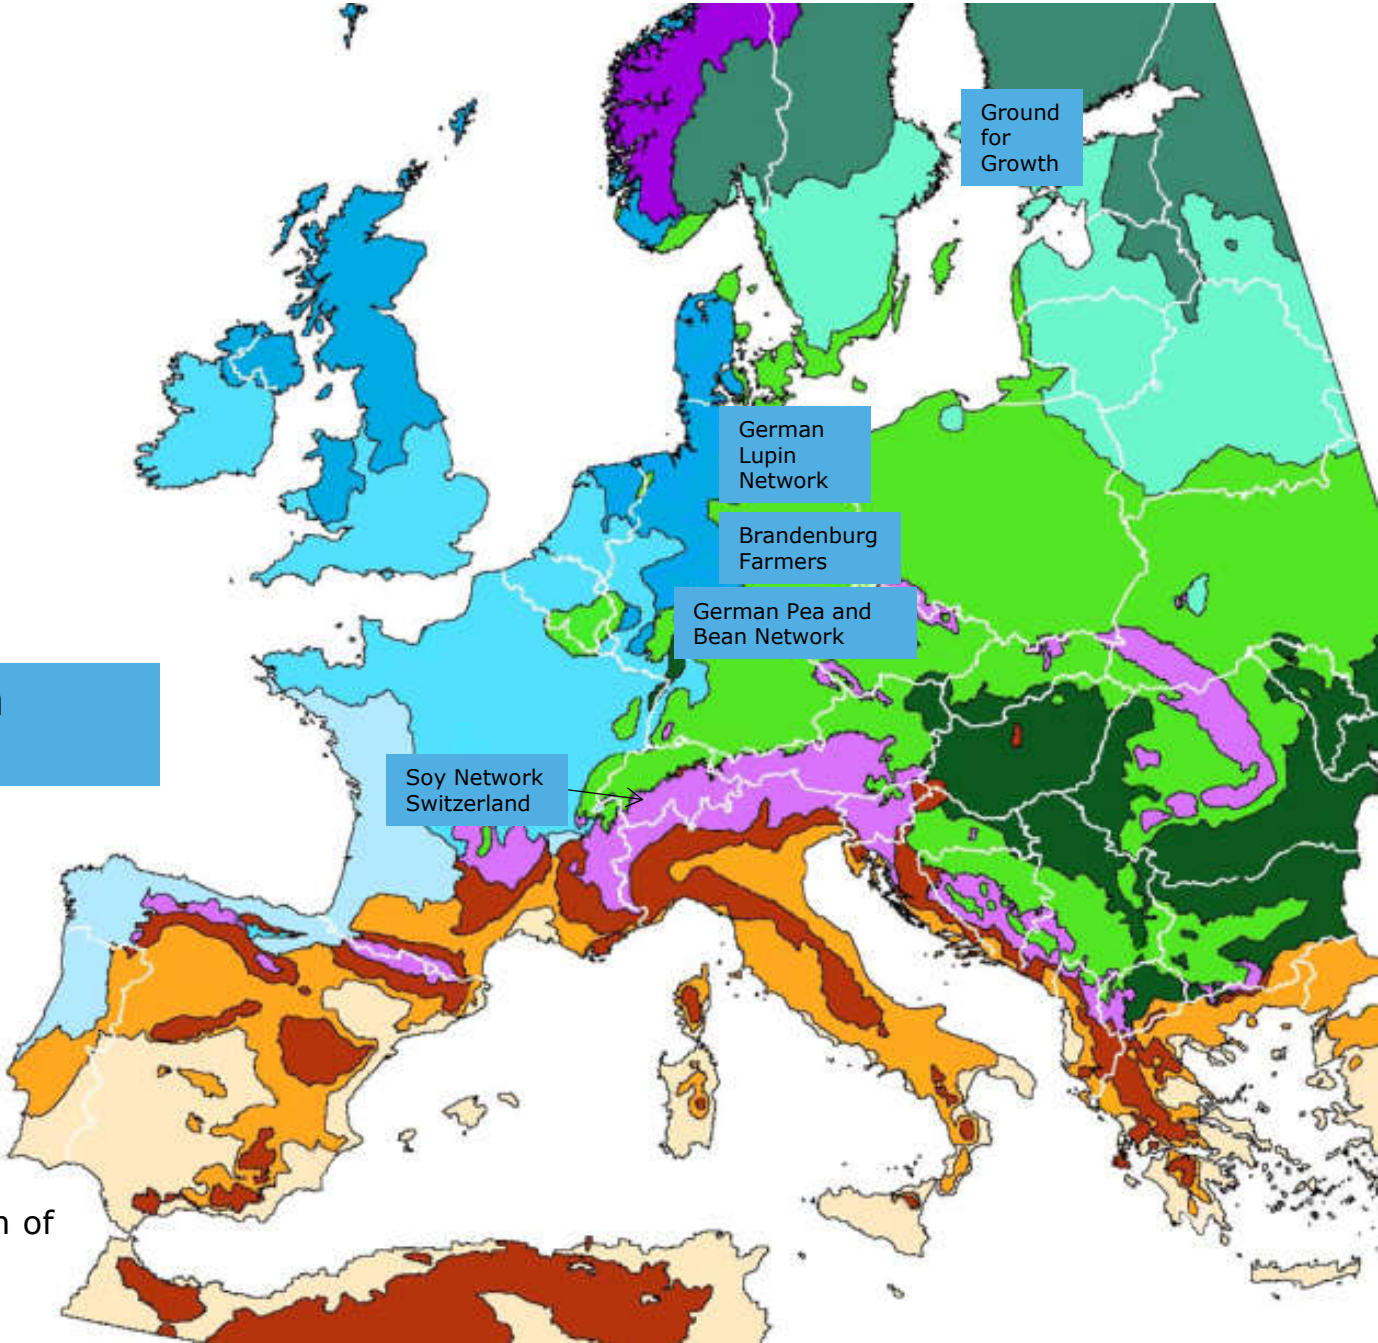 Ground
for
Growth
German
Lupin
Network
Brandenburg
Farmers
German Pea and
Bean Network
Soy Network
Switzerland
of